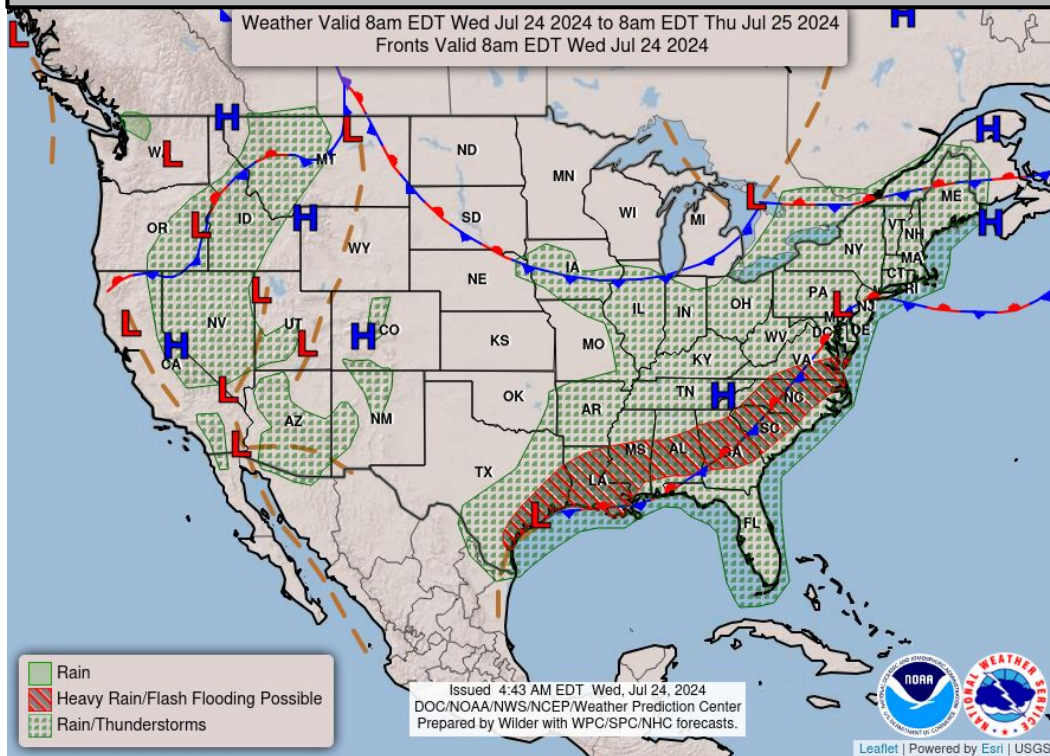 Weather Valid 8am EDT Wed Jul 24 2024 to 8am EDT Thu Jul 25 2024
Fronts Valid 8am EDT Wed Jul 24 2024
H
L
H
H
L
MT
ND
MN
W
L
ME
OR
L
ID
H
SD
WI
MI
L
VT
NH
H
WY
NY
MA
IA
CT
RI
NE
L
PA
L
NJ
L
NV
UT
CO
IL
IN
OH
M
DE
DC
H
CA
L
H
KS
MO
WV
KY
VA
L
TN
H
NC
OK
AZ
NM
AR
SC
L
MS
AL
GA
TX
LA
L
FL
Rain
Heavy Rain/Flash Flooding Possible
Rain/Thunderstorms
Issued 4:43 AM EDT Wed, Jul 24, 2024
DOC/NOAA/NWS/NCEP/Weather Prediction Center
Prepared by Wilder with WPC/SPC/NHC forecasts.
NOAA
NATIONAL WEATHER SERVICE
Leaflet | Powered by Esri | USGS